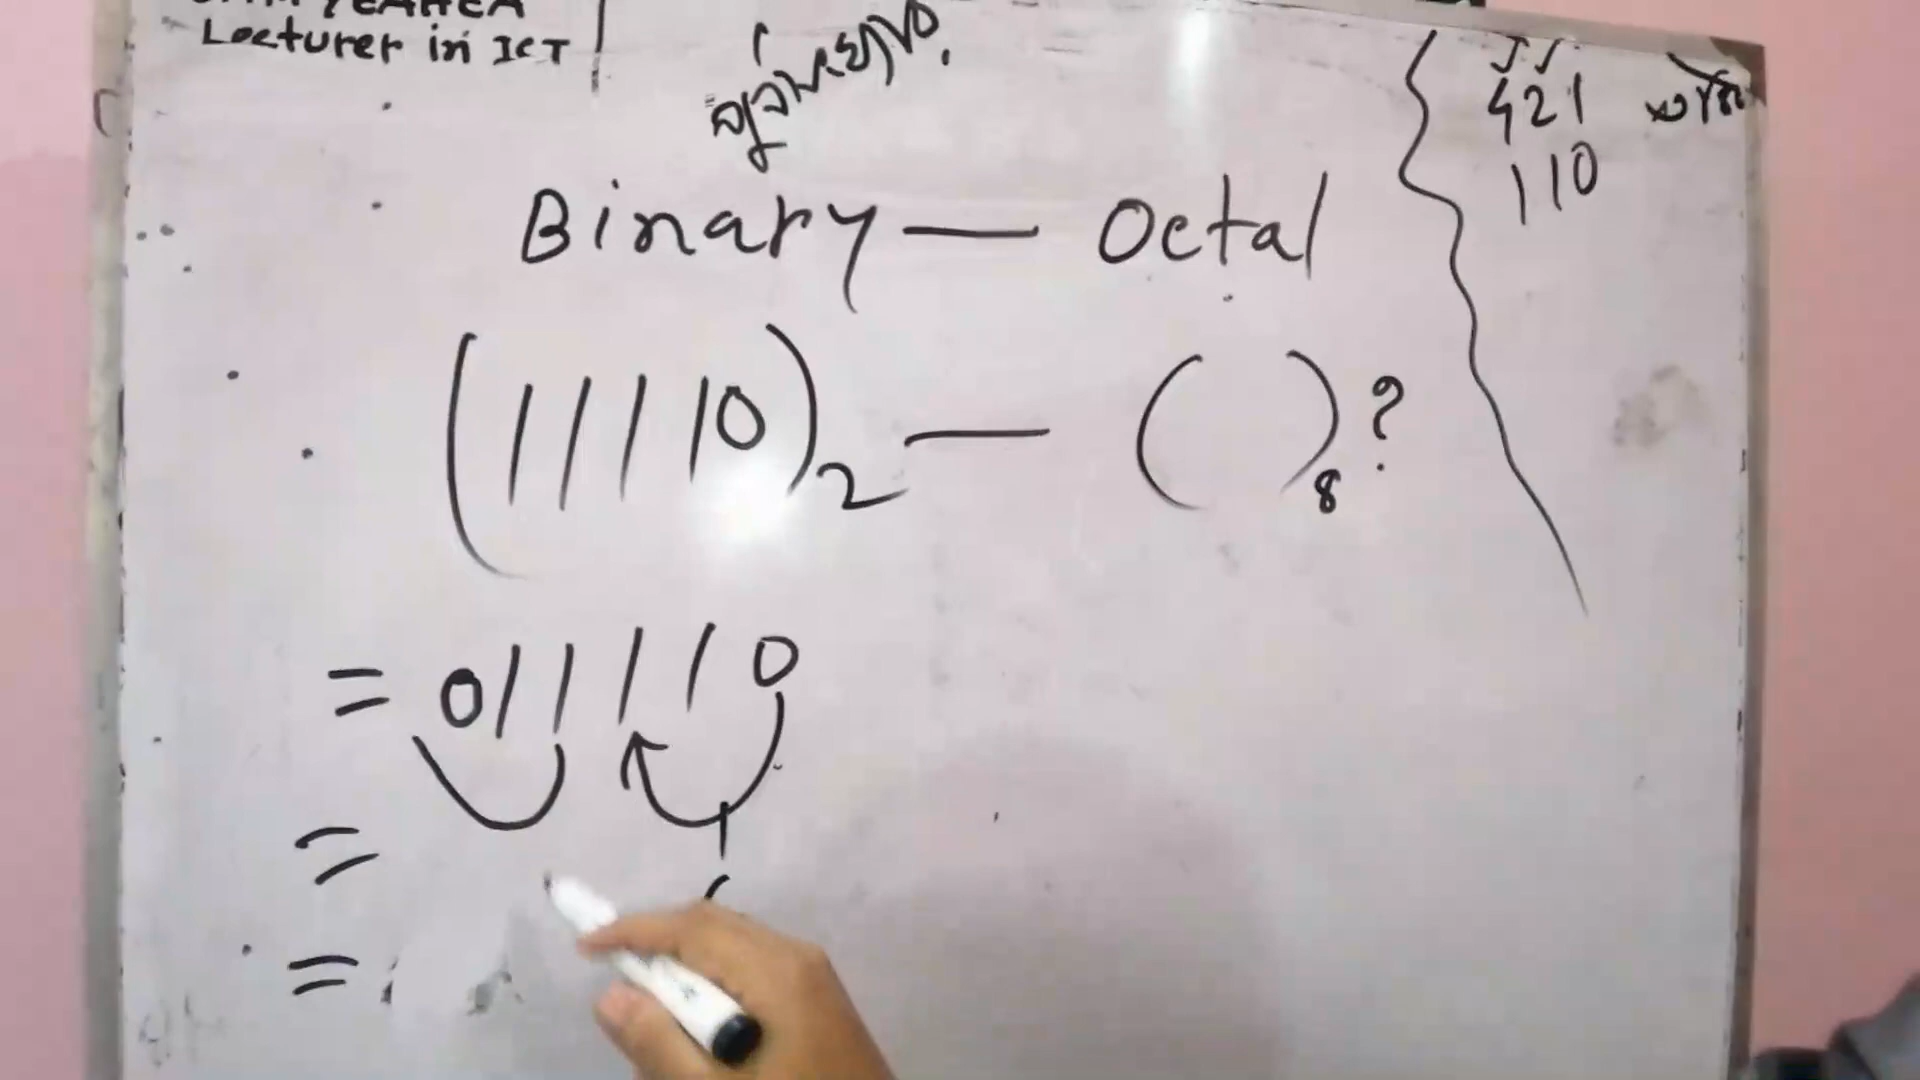 Lecturer in ICT
Binary — Octal
(11110)2 — ( )8 ?
= 011110
=
=
421
110